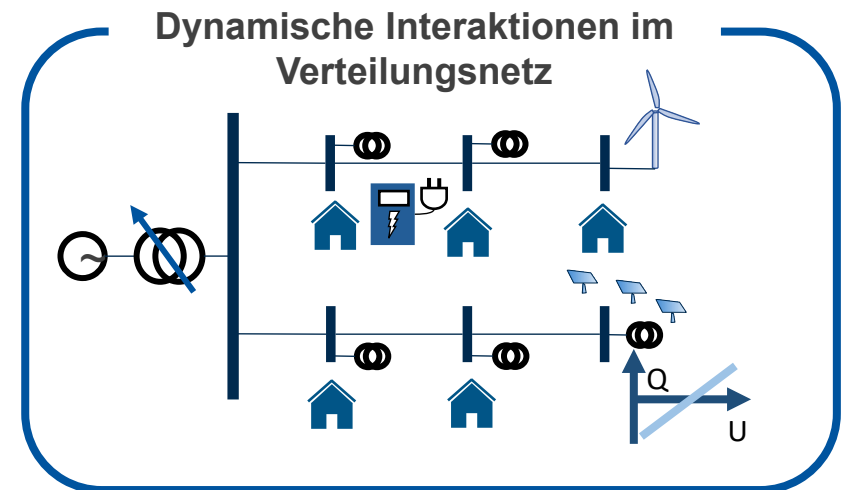 Dynamische Interaktionen im
Verteilungsnetz
~
Q
U